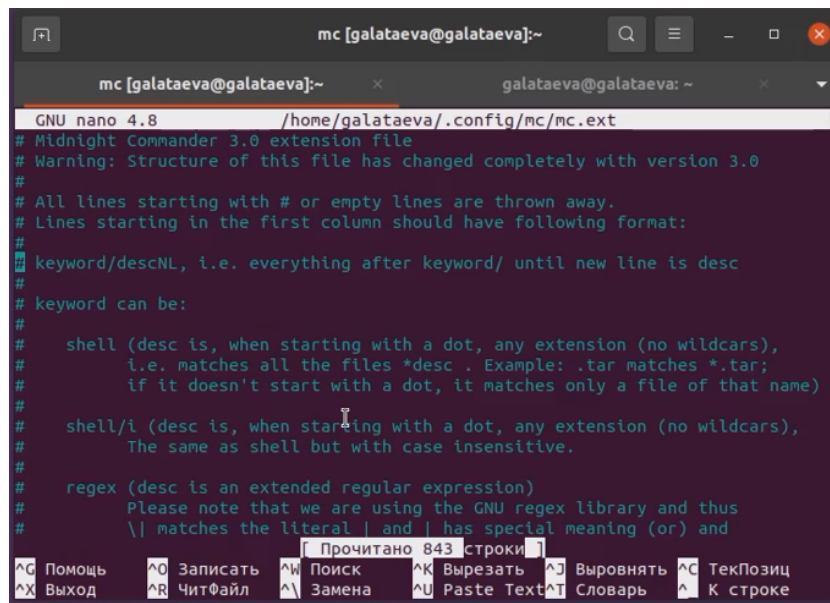 mc [galataeva@galataeva]:~
mc [galataeva@galataeva]:~ × galataeva@galataeva: ~ ×
GNU nano 4.8 /home/galataeva/.config/mc/mc.ext
# Midnight Commander 3.0 extension file
# Warning: Structure of this file has changed completely with version 3.0
#
# All lines starting with # or empty lines are thrown away.
# Lines starting in the first column should have following format:
#
# keyword/descNL, i.e. everything after keyword/ until new line is desc
#
# keyword can be:
#
#    shell (desc is, when starting with a dot, any extension (no wildcars),
#          i.e. matches all the files *desc . Example: .tar matches *.tar;
#          if it doesn't start with a dot, it matches only a file of that name)
#
#    shell/i (desc is, when starting with a dot, any extension (no wildcars),
#          The same as shell but with case insensitive.
#
#    regex (desc is an extended regular expression)
#          Please note that we are using the GNU regex library and thus
#          \| matches the literal | and | has special meaning (or) and
[ Прочитано 843 строки ]
^G Помощь ^O Записать ^W Поиск ^K Вырезать ^J Выровнять ^C ТекПозиц
^X Выход ^R ЧитФайл ^\ Замена ^U Paste Text ^T Словарь ^_ К строке